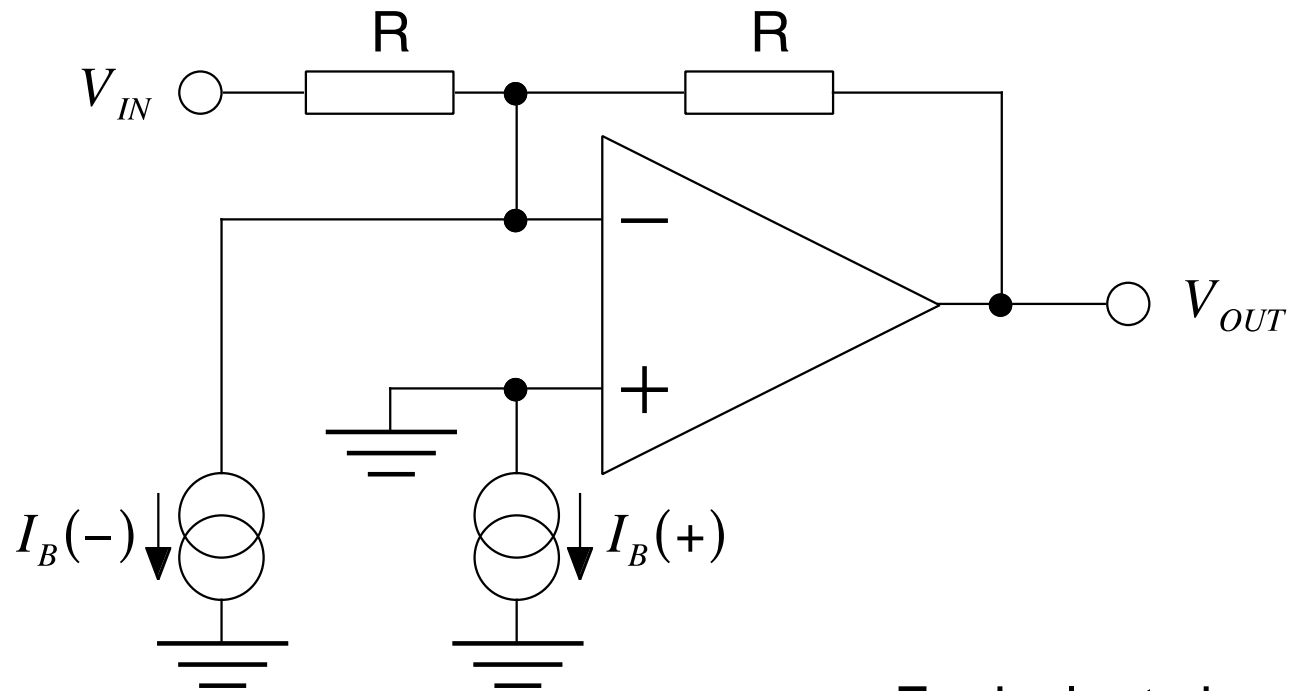 R R
V_IN
−
V_OUT
+
I_B(−) I_B(+)